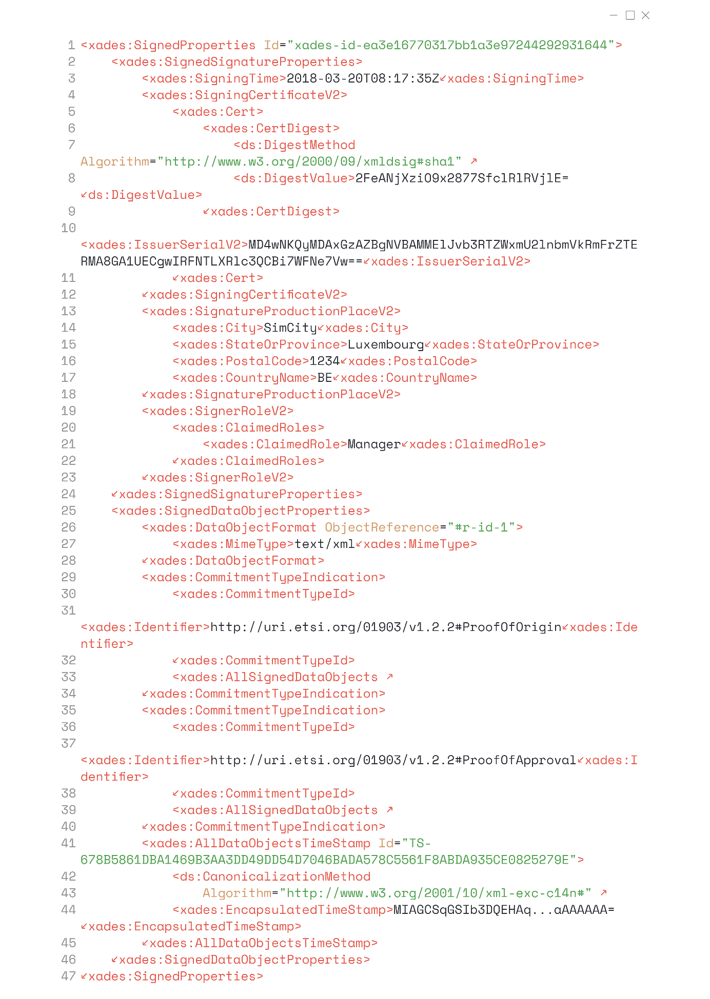 1 <xades:SignedProperties Id="xades-id-ea3e16770317bb1a3e97244292931644">
2 <xades:SignedSignatureProperties>
3 <xades:SigningTime>2018-03-20T08:17:35Z↙xades:SigningTime>
4 <xades:SigningCertificateV2>
5 <xades:Cert>
6 <xades:CertDigest>
7 <ds:DigestMethod
Algorithm="http://www.w3.org/2000/09/xmldsig#sha1" ↗
8 <ds:DigestValue>2FeANjXziO9x2877SfclRlRVjlE=
↙ds:DigestValue>
9 ↙xades:CertDigest>
10
<xades:IssuerSerialV2>MD4wNKQyMDAxGzAZBgNVBAMMElJvb3RTZWxmU2lnbmVkRmFrZTE
RMA8GA1UECgwIRFNTLXRlc3QCBi7WFNe7Vw==↙xades:IssuerSerialV2>
11 ↙xades:Cert>
12 ↙xades:SigningCertificateV2>
13 <xades:SignatureProductionPlaceV2>
14 <xades:City>SimCity↙xades:City>
15 <xades:StateOrProvince>Luxembourg↙xades:StateOrProvince>
16 <xades:PostalCode>1234↙xades:PostalCode>
17 <xades:CountryName>BE↙xades:CountryName>
18 ↙xades:SignatureProductionPlaceV2>
19 <xades:SignerRoleV2>
20 <xades:ClaimedRoles>
21 <xades:ClaimedRole>Manager↙xades:ClaimedRole>
22 ↙xades:ClaimedRoles>
23 ↙xades:SignerRoleV2>
24 ↙xades:SignedSignatureProperties>
25 <xades:SignedDataObjectProperties>
26 <xades:DataObjectFormat ObjectReference="#r-id-1">
27 <xades:MimeType>text/xml↙xades:MimeType>
28 ↙xades:DataObjectFormat>
29 <xades:CommitmentTypeIndication>
30 <xades:CommitmentTypeId>
31
<xades:Identifier>http://uri.etsi.org/01903/v1.2.2#ProofOfOrigin↙xades:Ide
ntifier>
32 ↙xades:CommitmentTypeId>
33 <xades:AllSignedDataObjects ↗
34 ↙xades:CommitmentTypeIndication>
35 <xades:CommitmentTypeIndication>
36 <xades:CommitmentTypeId>
37
<xades:Identifier>http://uri.etsi.org/01903/v1.2.2#ProofOfApproval↙xades:I
dentifier>
38 ↙xades:CommitmentTypeId>
39 <xades:AllSignedDataObjects ↗
40 ↙xades:CommitmentTypeIndication>
41 <xades:AllDataObjectsTimeStamp Id="TS-
678B5861DBA1469B3AA3DD49DD54D7046BADA578C5561F8ABDA935CE0825279E">
42 <ds:CanonicalizationMethod
43 Algorithm="http://www.w3.org/2001/10/xml-exc-c14n#" ↗
44 <xades:EncapsulatedTimeStamp>MIAGCSqGSIb3DQEHAq...aAAAAAA=
↙xades:EncapsulatedTimeStamp>
45 ↙xades:AllDataObjectsTimeStamp>
46 ↙xades:SignedDataObjectProperties>
47 ↙xades:SignedProperties>